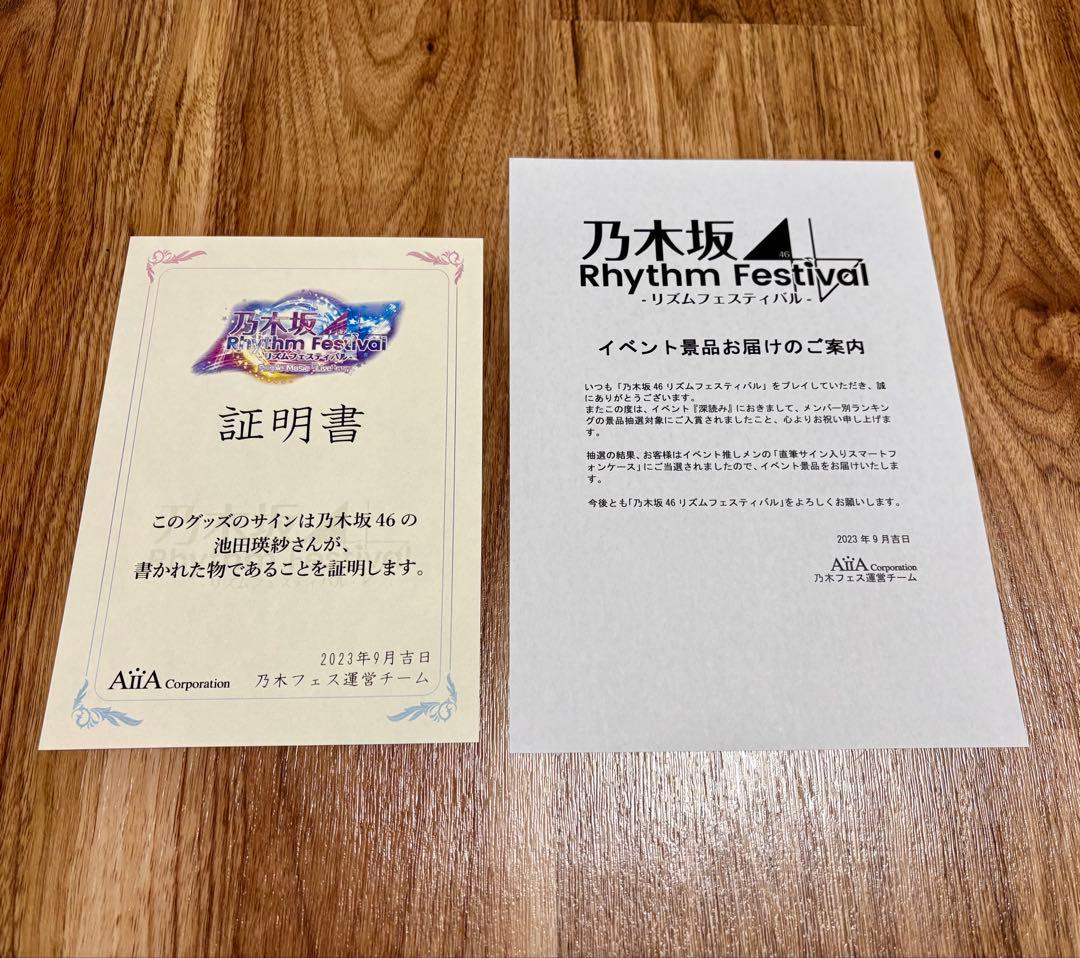 乃木坂46
Rhythm Festival
-リズムフェスティバル-
証明書
このグッズのサインは乃木坂46の
池田瑛紗さんが、
書かれた物であることを証明します。
2023年9月吉日
AiiA Corporation
乃木フェス運営チーム
乃木坂46
Rhythm Festival
-リズムフェスティバル-
イベント景品お届けのご案内
いつも「乃木坂46リズムフェスティバル」をプレイしていただき、誠
にありがとうございます。
またこの度は、イベント『深読み』におきまして、メンバー別ランキン
グの景品抽選対象にご入賞されましたこと、心よりお祝い申し上げま
す。
抽選の結果、お客様はイベント推しメンの「直筆サイン入りスマートフ
ォンケース」にご当選されましたので、イベント景品をお届けいたしま
す。
今後とも「乃木坂46リズムフェスティバル」をよろしくお願いします。
2023年9月吉日
AiiA Corporation
乃木フェス運営チーム